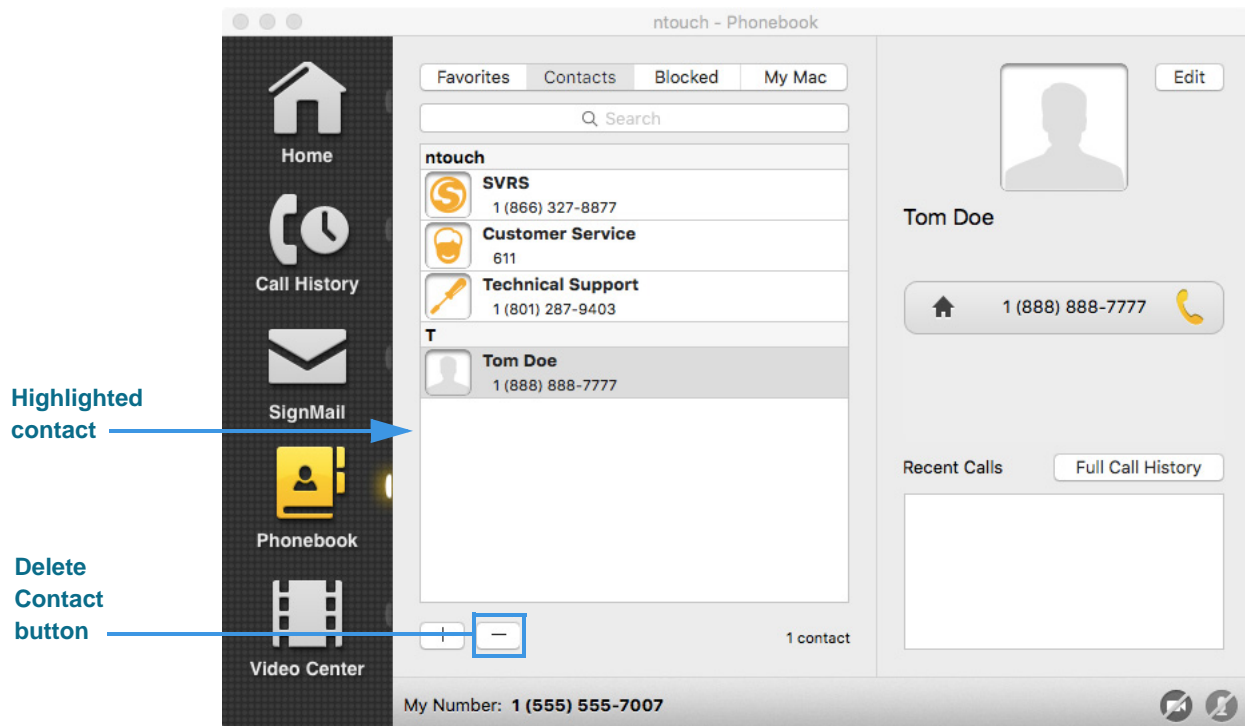 ntouch - Phonebook
Home
Call History
SignMail
Phonebook
Video Center
Highlighted
contact
Delete
Contact
button
Favorites Contacts Blocked My Mac
Search
ntouch
SVRS
1 (866) 327-8877
Customer Service
611
Technical Support
1 (801) 287-9403
T
Tom Doe
1 (888) 888-7777
1 contact
Edit
Tom Doe
1 (888) 888-7777
Recent Calls Full Call History
My Number: 1 (555) 555-7007